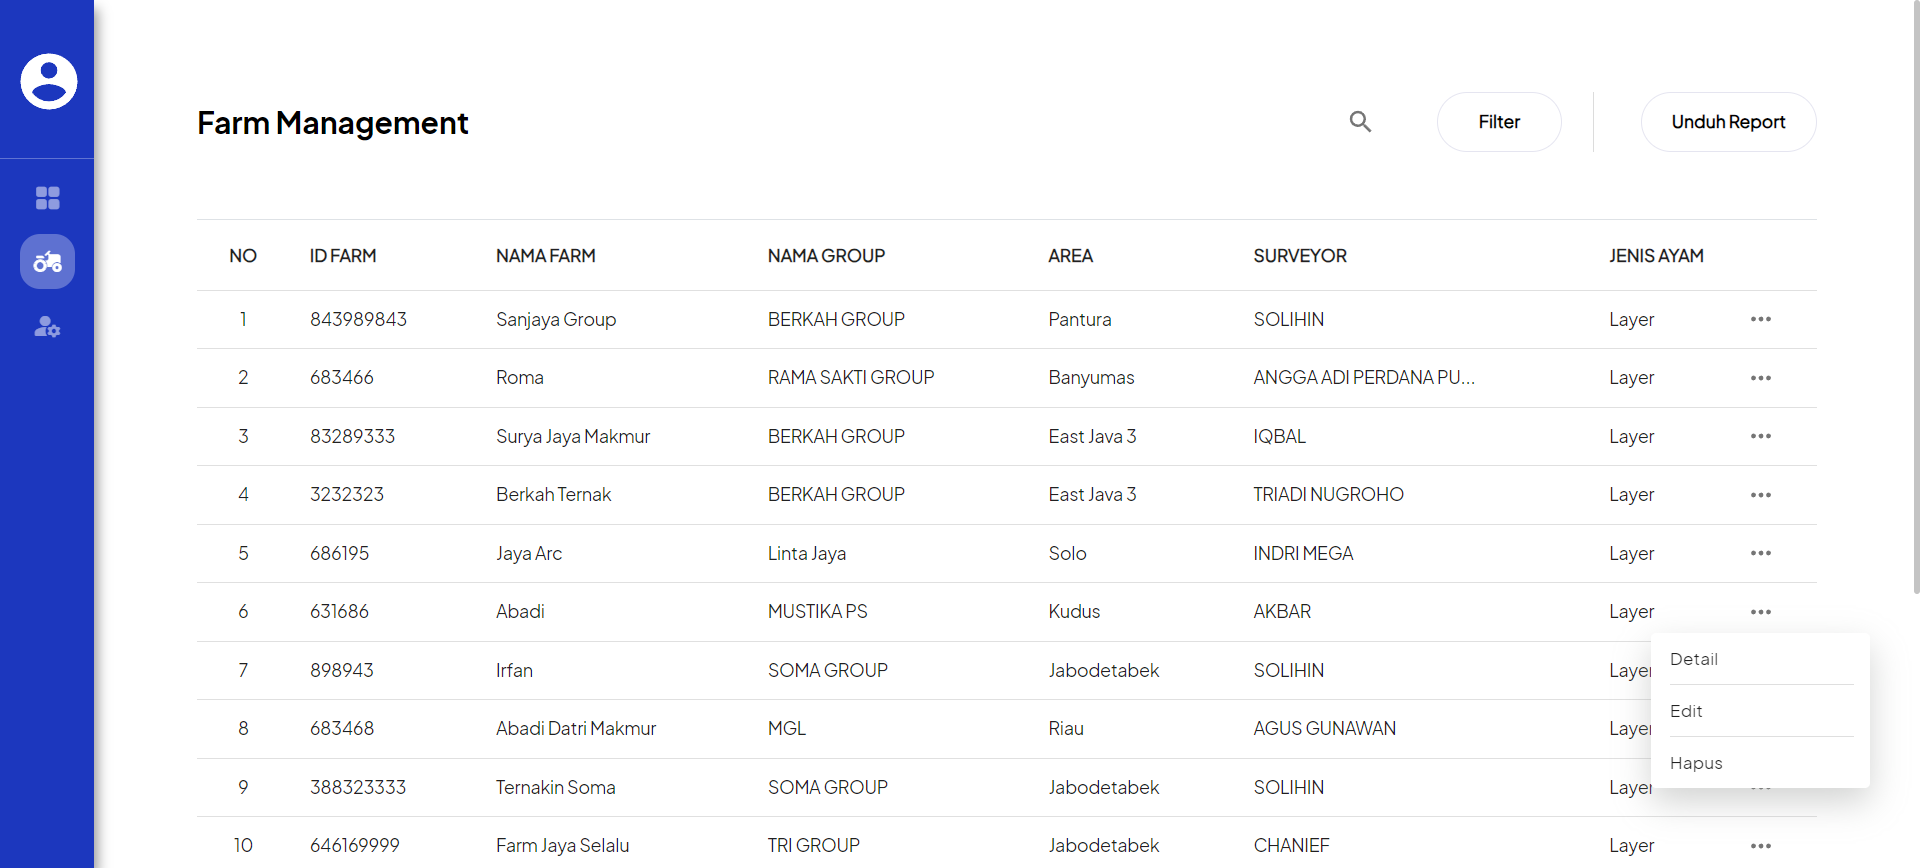 Farm Management
Filter
Unduh Report
NO ID FARM NAMA FARM NAMA GROUP AREA SURVEYOR JENIS AYAM
1 843989843 Sanjaya Group BERKAH GROUP Pantura SOLIHIN Layer
2 683466 Roma RAMA SAKTI GROUP Banyumas ANGGA ADI PERDANA PU... Layer
3 83289333 Surya Jaya Makmur BERKAH GROUP East Java 3 IQBAL Layer
4 3232323 Berkah Ternak BERKAH GROUP East Java 3 TRIADI NUGROHO Layer
5 686195 Jaya Arc Linta Jaya Solo INDRI MEGA Layer
6 631686 Abadi MUSTIKA PS Kudus AKBAR Layer
7 898943 Irfan SOMA GROUP Jabodetabek SOLIHIN Layer
8 683468 Abadi Datri Makmur MGL Riau AGUS GUNAWAN Layer
9 388323333 Ternakin Soma SOMA GROUP Jabodetabek SOLIHIN Layer
10 646169999 Farm Jaya Selalu TRI GROUP Jabodetabek CHANIEF Layer
Detail
Edit
Hapus